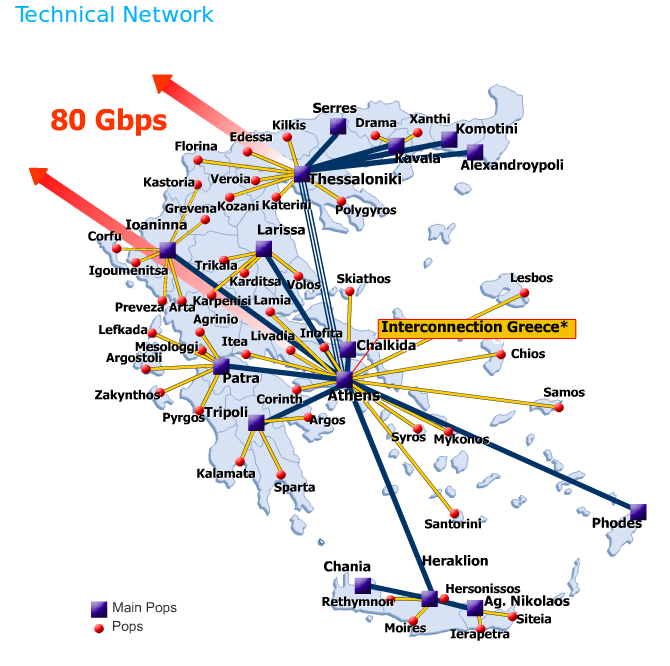 Technical Network
80 Gbps
Serres
Kilkis
Drama
Xanthi
Edessa
Komotini
Florina
Kavala
Alexandroypoli
Kastoria
Veroia
Thessaloniki
Kozani
Katerini
Grevena
Polygyros
Ioaninna
Larissa
Corfu
Igoumenitsa
Trikala
Karditsa
Volos
Skiathos
Lesbos
Preveza
Arta
Karpenisi
Lamia
Agrinio
Lefkada
Interconnection Greece*
Mesologgi
Itea
Livadia
Inofita
Chalkida
Argostoli
Chios
Patra
Zakynthos
Corinth
Athens
Samos
Pyrgos
Tripoli
Argos
Syros
Mykonos
Kalamata
Sparta
Santorini
Phodes
Heraklion
Chania
Hersonissos
Rethymnon
Ag. Nikolaos
Siteia
Moires
Ierapetra
Main Pops
Pops